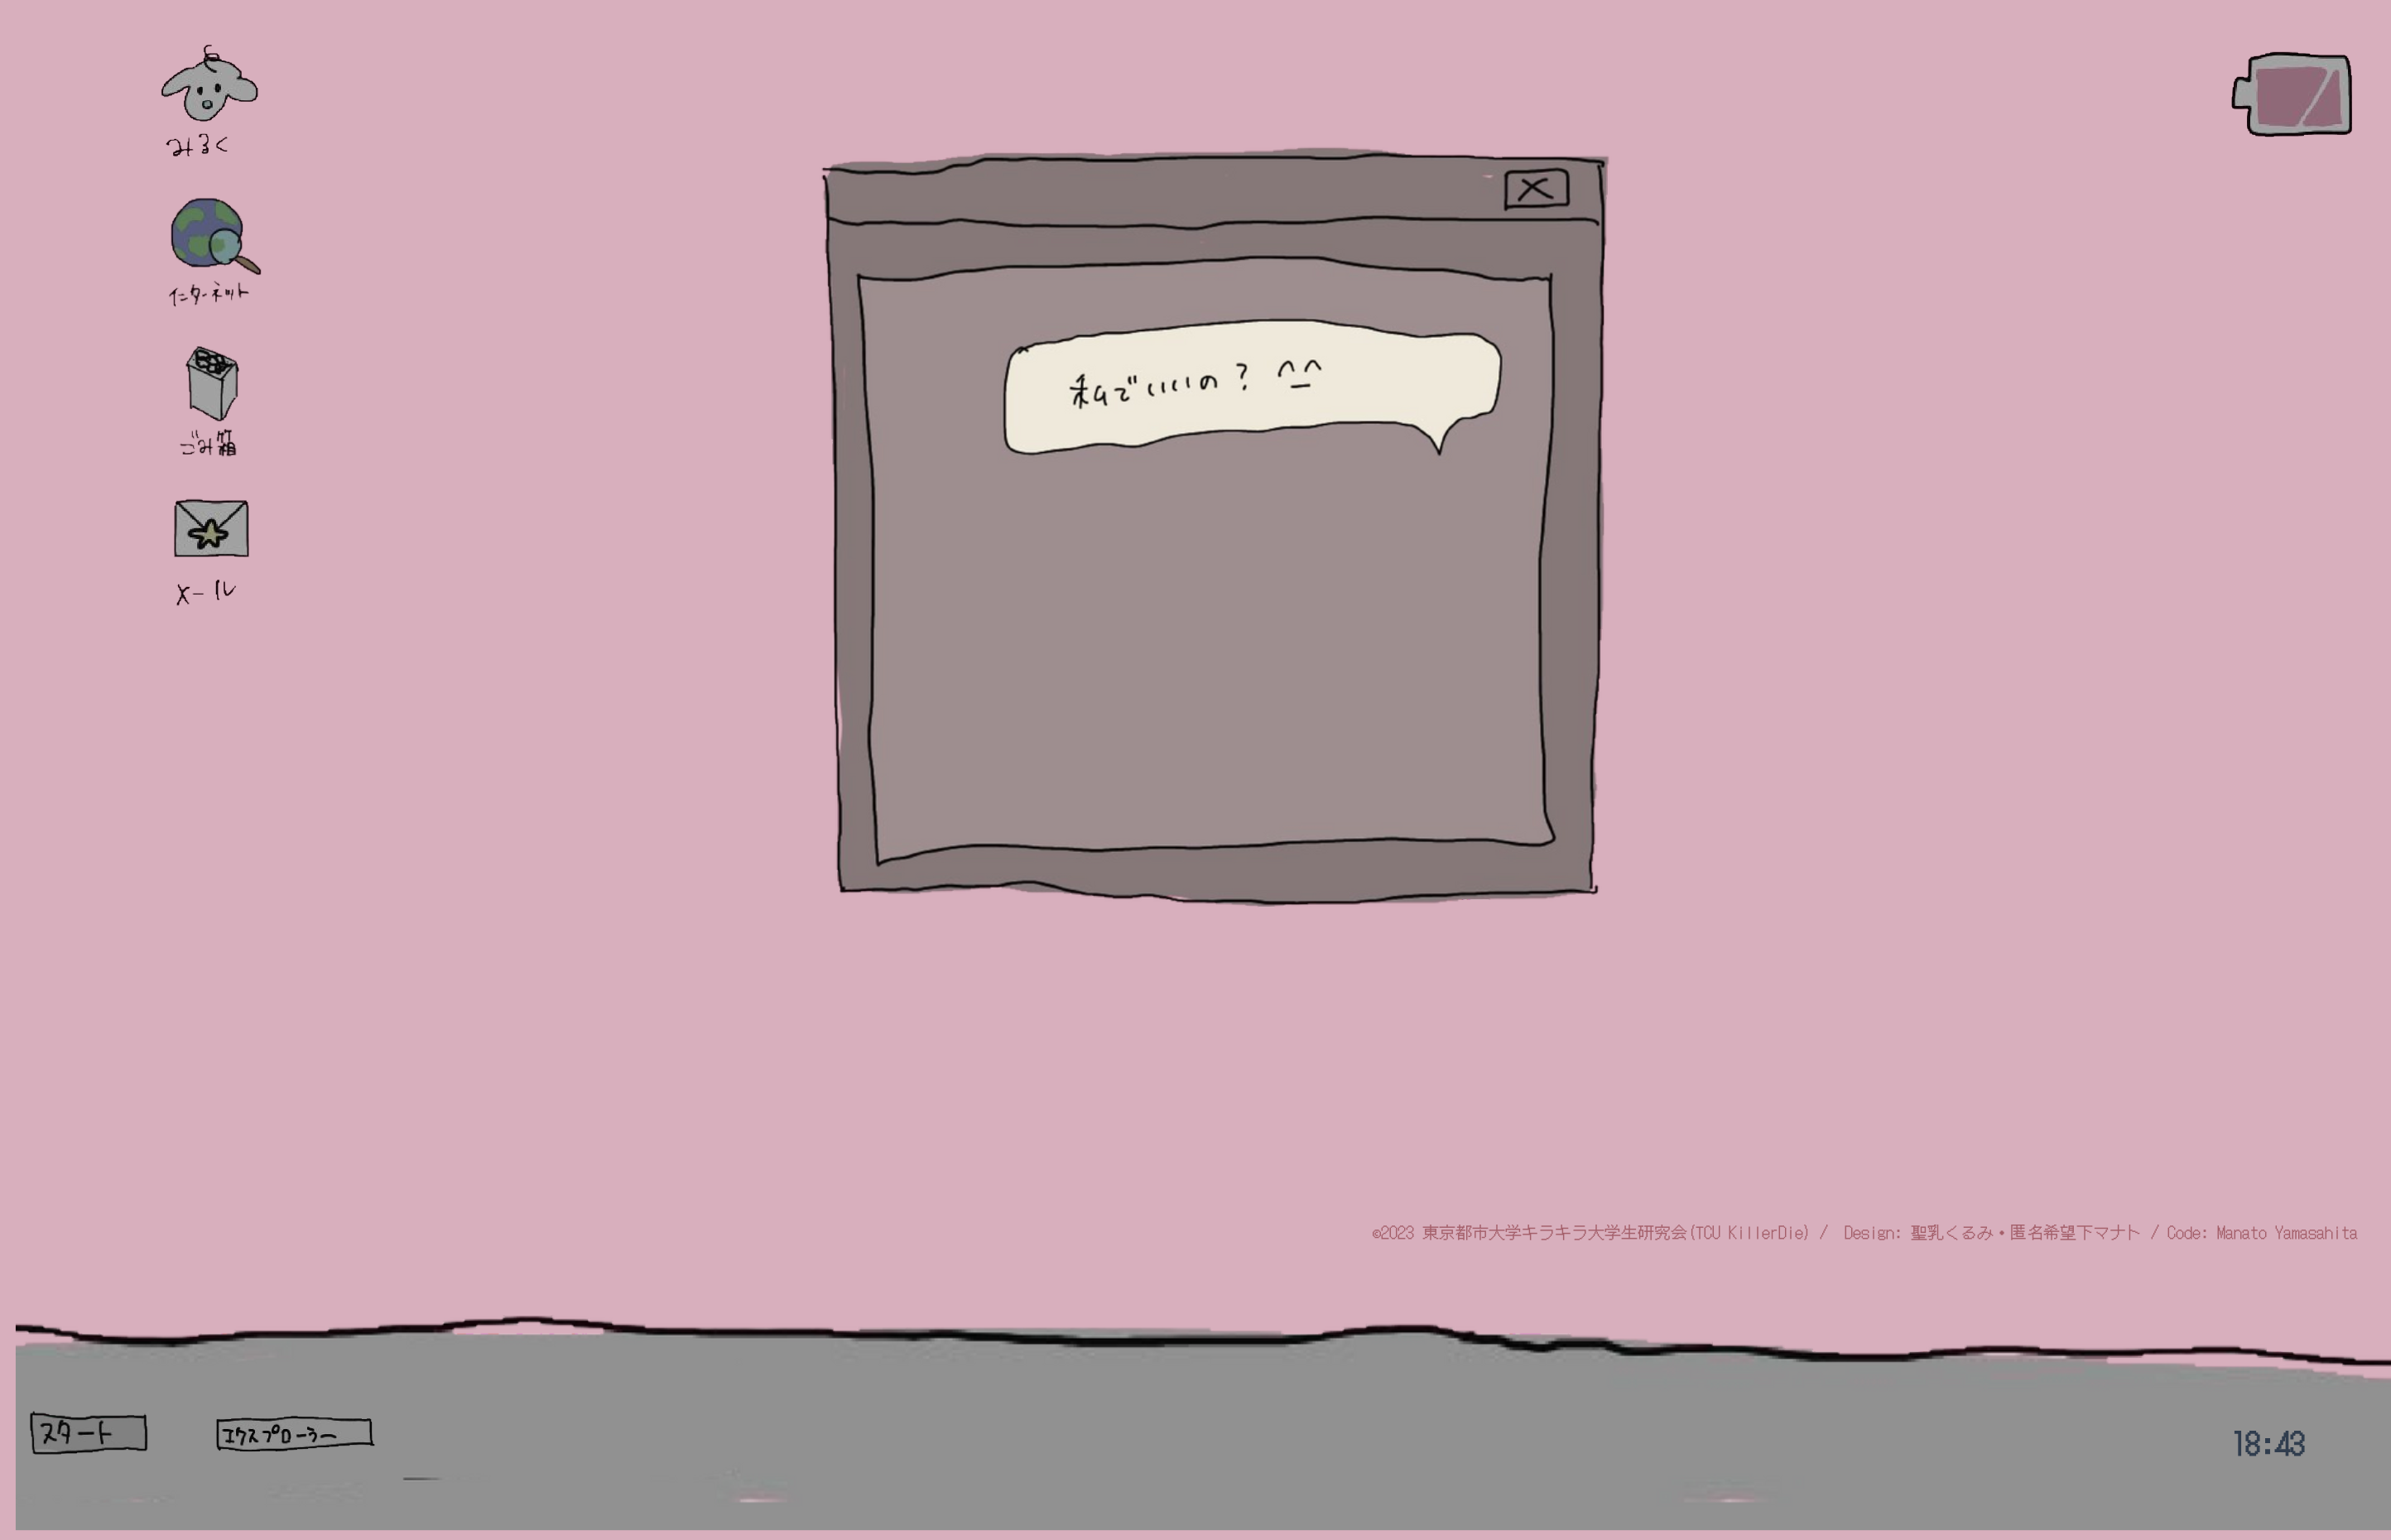 みるく
インターネット
ごみ箱
メール
私でいいの？ ^_^
©2023 東京都市大学キラキラ大学生研究会(TCU KillerDie) / Design: 聖乳くるみ・匿名希望下マナト / Code: Manato Yamasahita
スタート
エクスプローラー
18:43